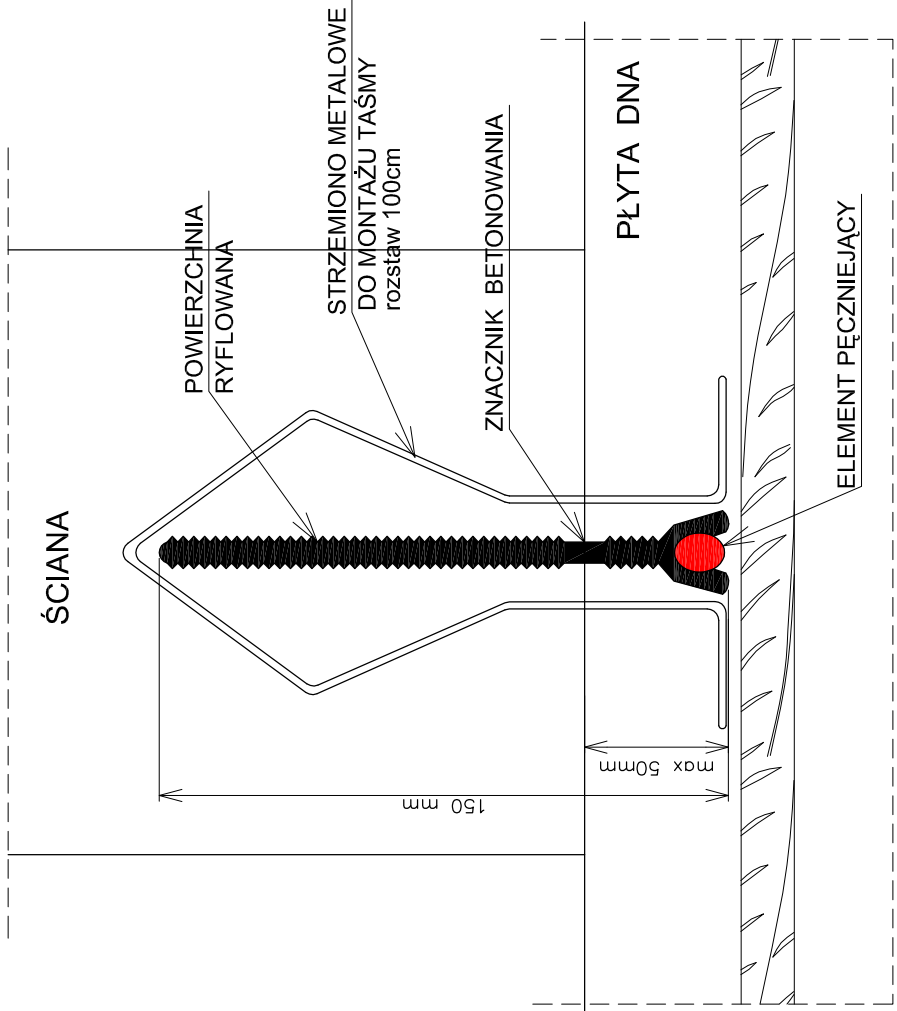 ŚCIANA
POWIERZCHNIA
RYFLOWANA
STRZEMIONO METALOWE
DO MONTAŻU TAŚMY
rozstaw 100cm
ZNACZNIK BETONOWANIA
PŁYTA DNA
ELEMENT PĘCZNIEJĄCY
max 50mm
150 mm